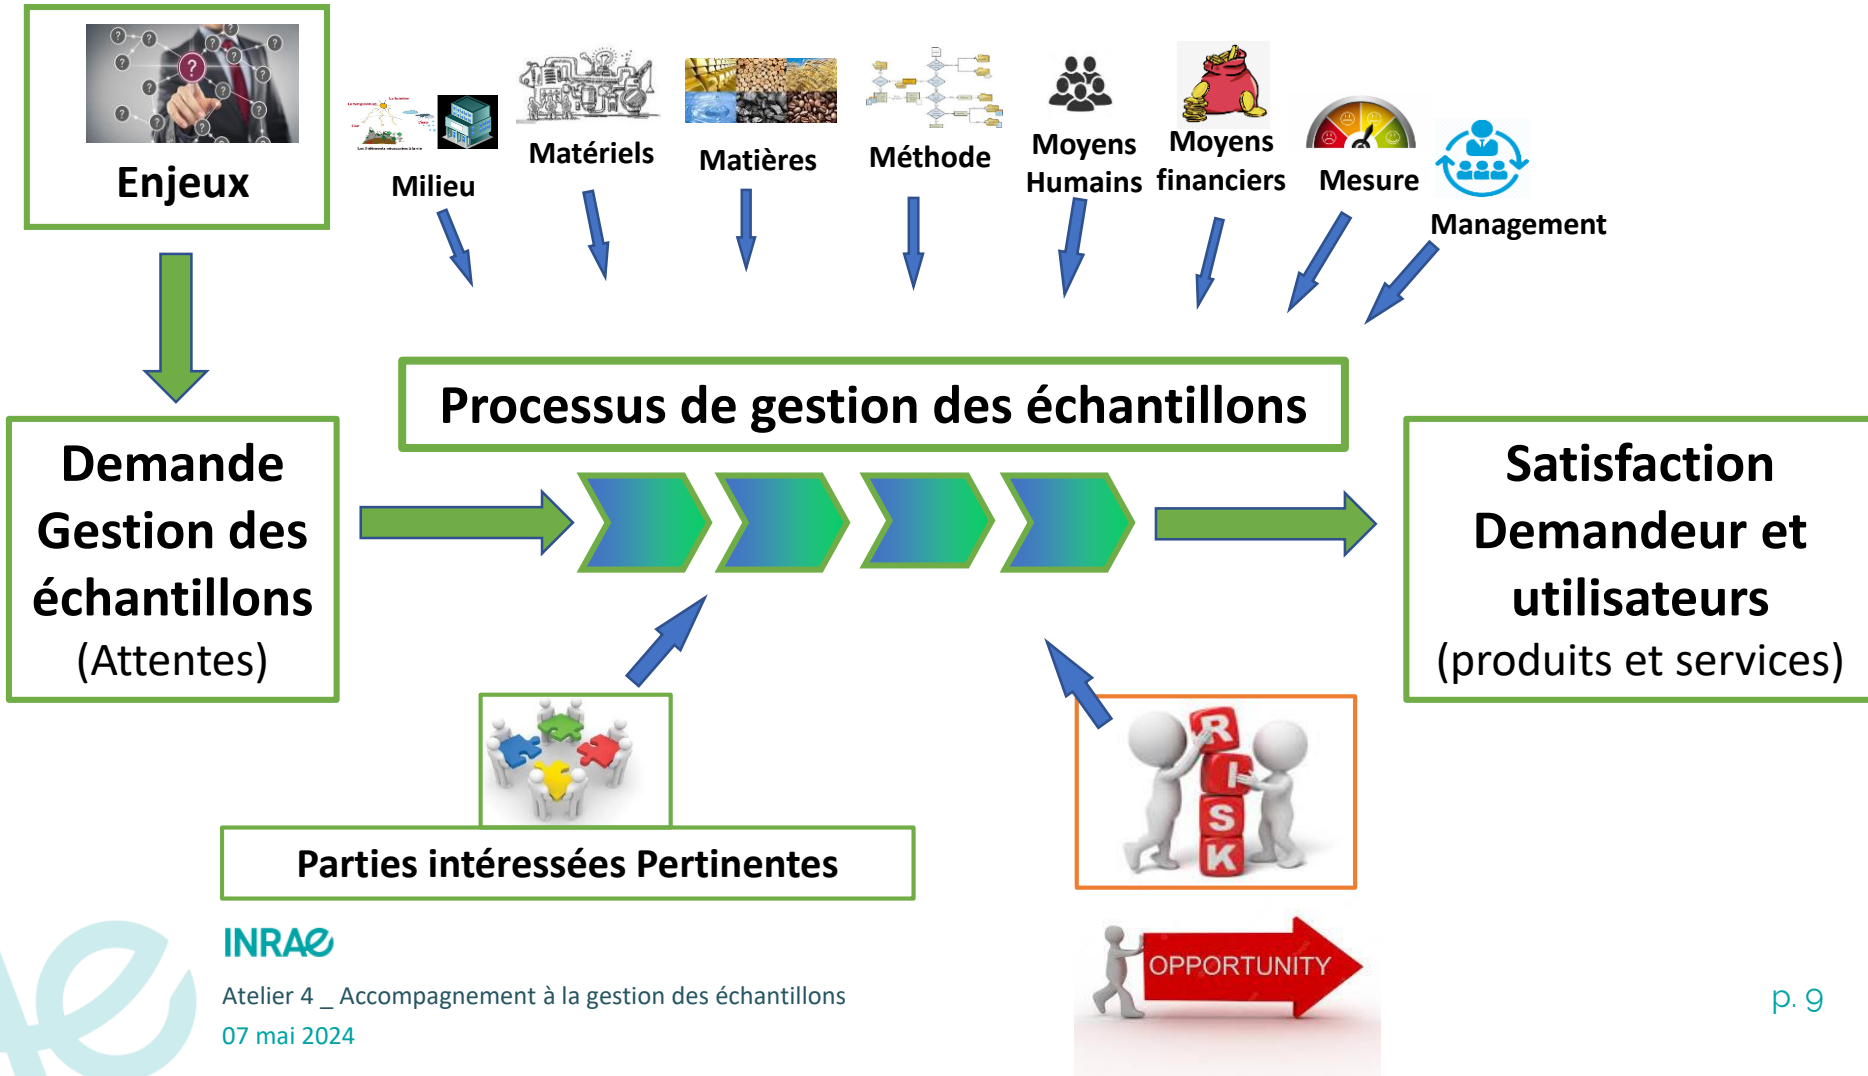 Enjeux
Milieu
Matériels
Matières
Méthode
Moyens
Humains
Moyens
financiers
Mesure
Management
Processus de gestion des échantillons
Demande
Gestion des
échantillons
(Attentes)
Satisfaction
Demandeur et
utilisateurs
(produits et services)
Parties intéressées Pertinentes
R
I
S
K
OPPORTUNITY
INRAE
Atelier 4 _ Accompagnement à la gestion des échantillons
07 mai 2024
p. 9